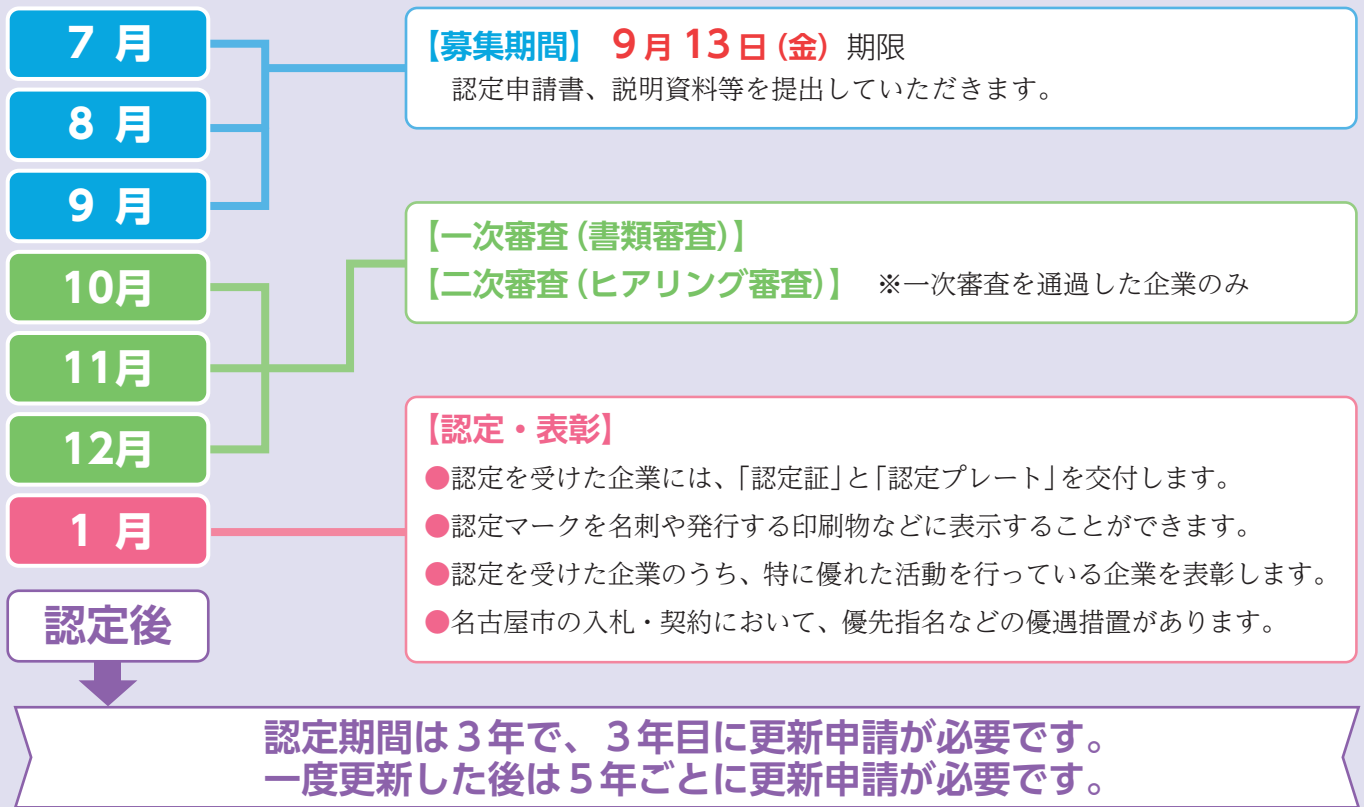 7 月
8 月
9 月
【募集期間】 9月13日(金) 期限
認定申請書、説明資料等を提出していただきます。
10月
11月
12月
【一次審査(書類審査)】
【二次審査(ヒアリング審査)】 ※一次審査を通過した企業のみ
1 月
【認定・表彰】
●認定を受けた企業には、「認定証」と「認定プレート」を交付します。
●認定マークを名刺や発行する印刷物などに表示することができます。
●認定を受けた企業のうち、特に優れた活動を行っている企業を表彰します。
●名古屋市の入札・契約において、優先指名などの優遇措置があります。
認定後
認定期間は3年で、3年目に更新申請が必要です。
一度更新した後は5年ごとに更新申請が必要です。